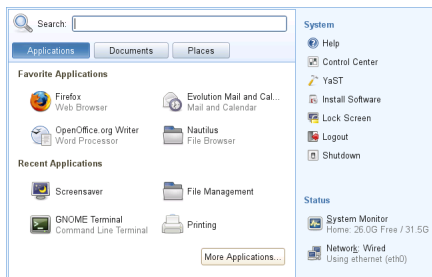 Search:
Applications
Documents
Places
Favorite Applications
Firefox
Web Browser
Evolution Mail and Cal...
Mail and Calendar
OpenOffice.org Writer
Word Processor
Nautilus
File Browser
Recent Applications
Screensaver
File Management
GNOME Terminal
Command Line Terminal
Printing
More Applications...
System
Help
Control Center
YaST
Install Software
Lock Screen
Logout
Shutdown
Status
System Monitor
Home: 26.0G Free / 31.5G
Network: Wired
Using ethernet (eth0)